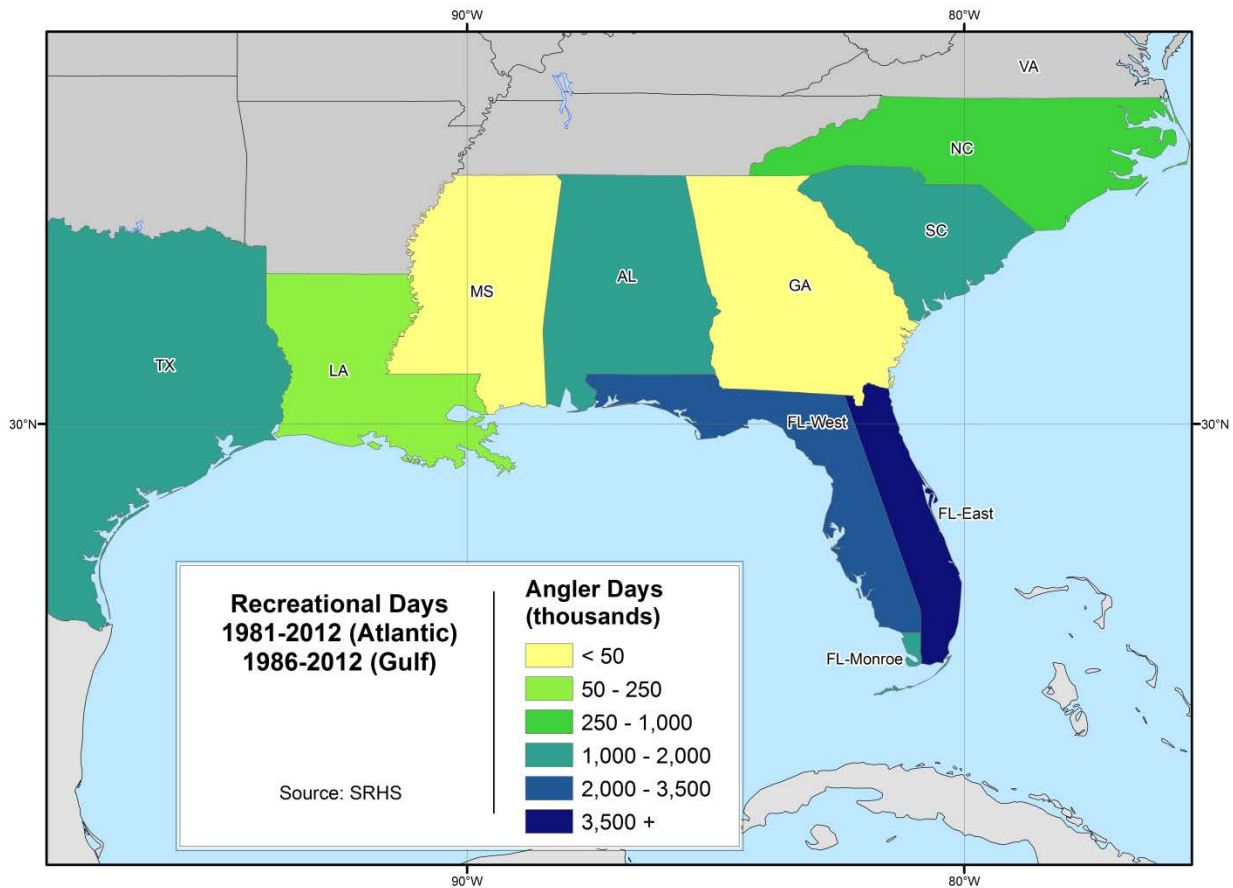 90°W
80°W
VA
NC
SC
MS
AL
GA
TX
LA
30°N
30°N
FL-West
FL-East
FL-Monroe
Recreational Days
1981-2012 (Atlantic)
1986-2012 (Gulf)
Source: SRHS
Angler Days
(thousands)
< 50
50 - 250
250 - 1,000
1,000 - 2,000
2,000 - 3,500
3,500 +
90°W
80°W